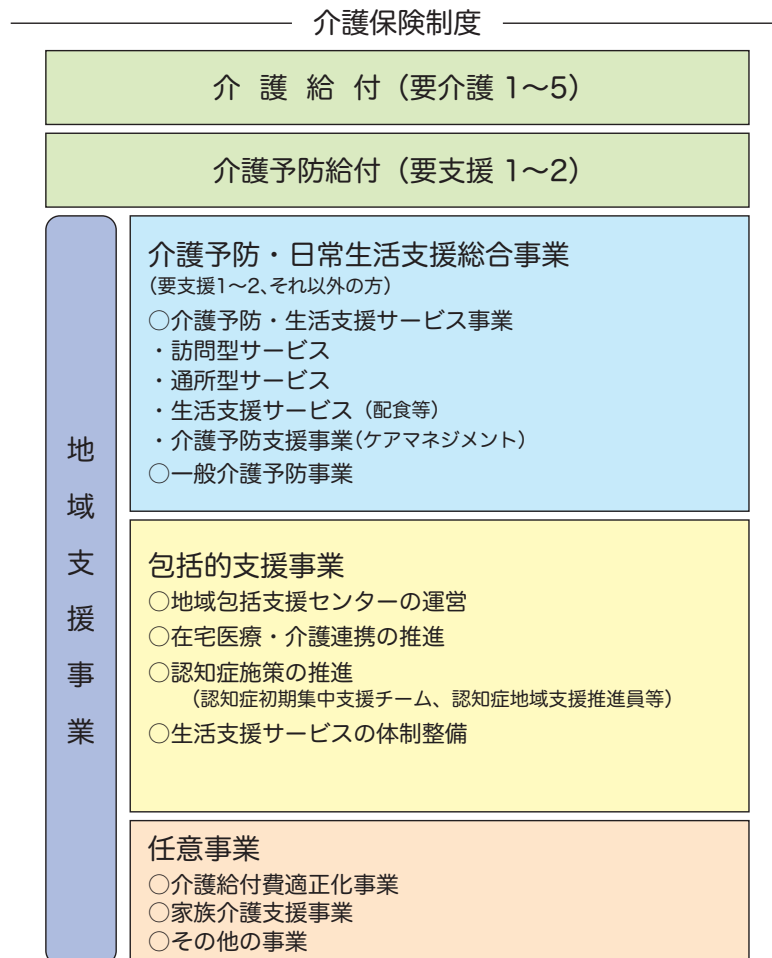 介護保険制度
介護給付（要介護 1〜5）
介護予防給付（要支援 1〜2）
地域支援事業
介護予防・日常生活支援総合事業
（要支援1〜2、それ以外の方）
○介護予防・生活支援サービス事業
・訪問型サービス
・通所型サービス
・生活支援サービス（配食等）
・介護予防支援事業（ケアマネジメント）
○一般介護予防事業
包括的支援事業
○地域包括支援センターの運営
○在宅医療・介護連携の推進
○認知症施策の推進
（認知症初期集中支援チーム、認知症地域支援推進員等）
○生活支援サービスの体制整備
任意事業
○介護給付費適正化事業
○家族介護支援事業
○その他の事業